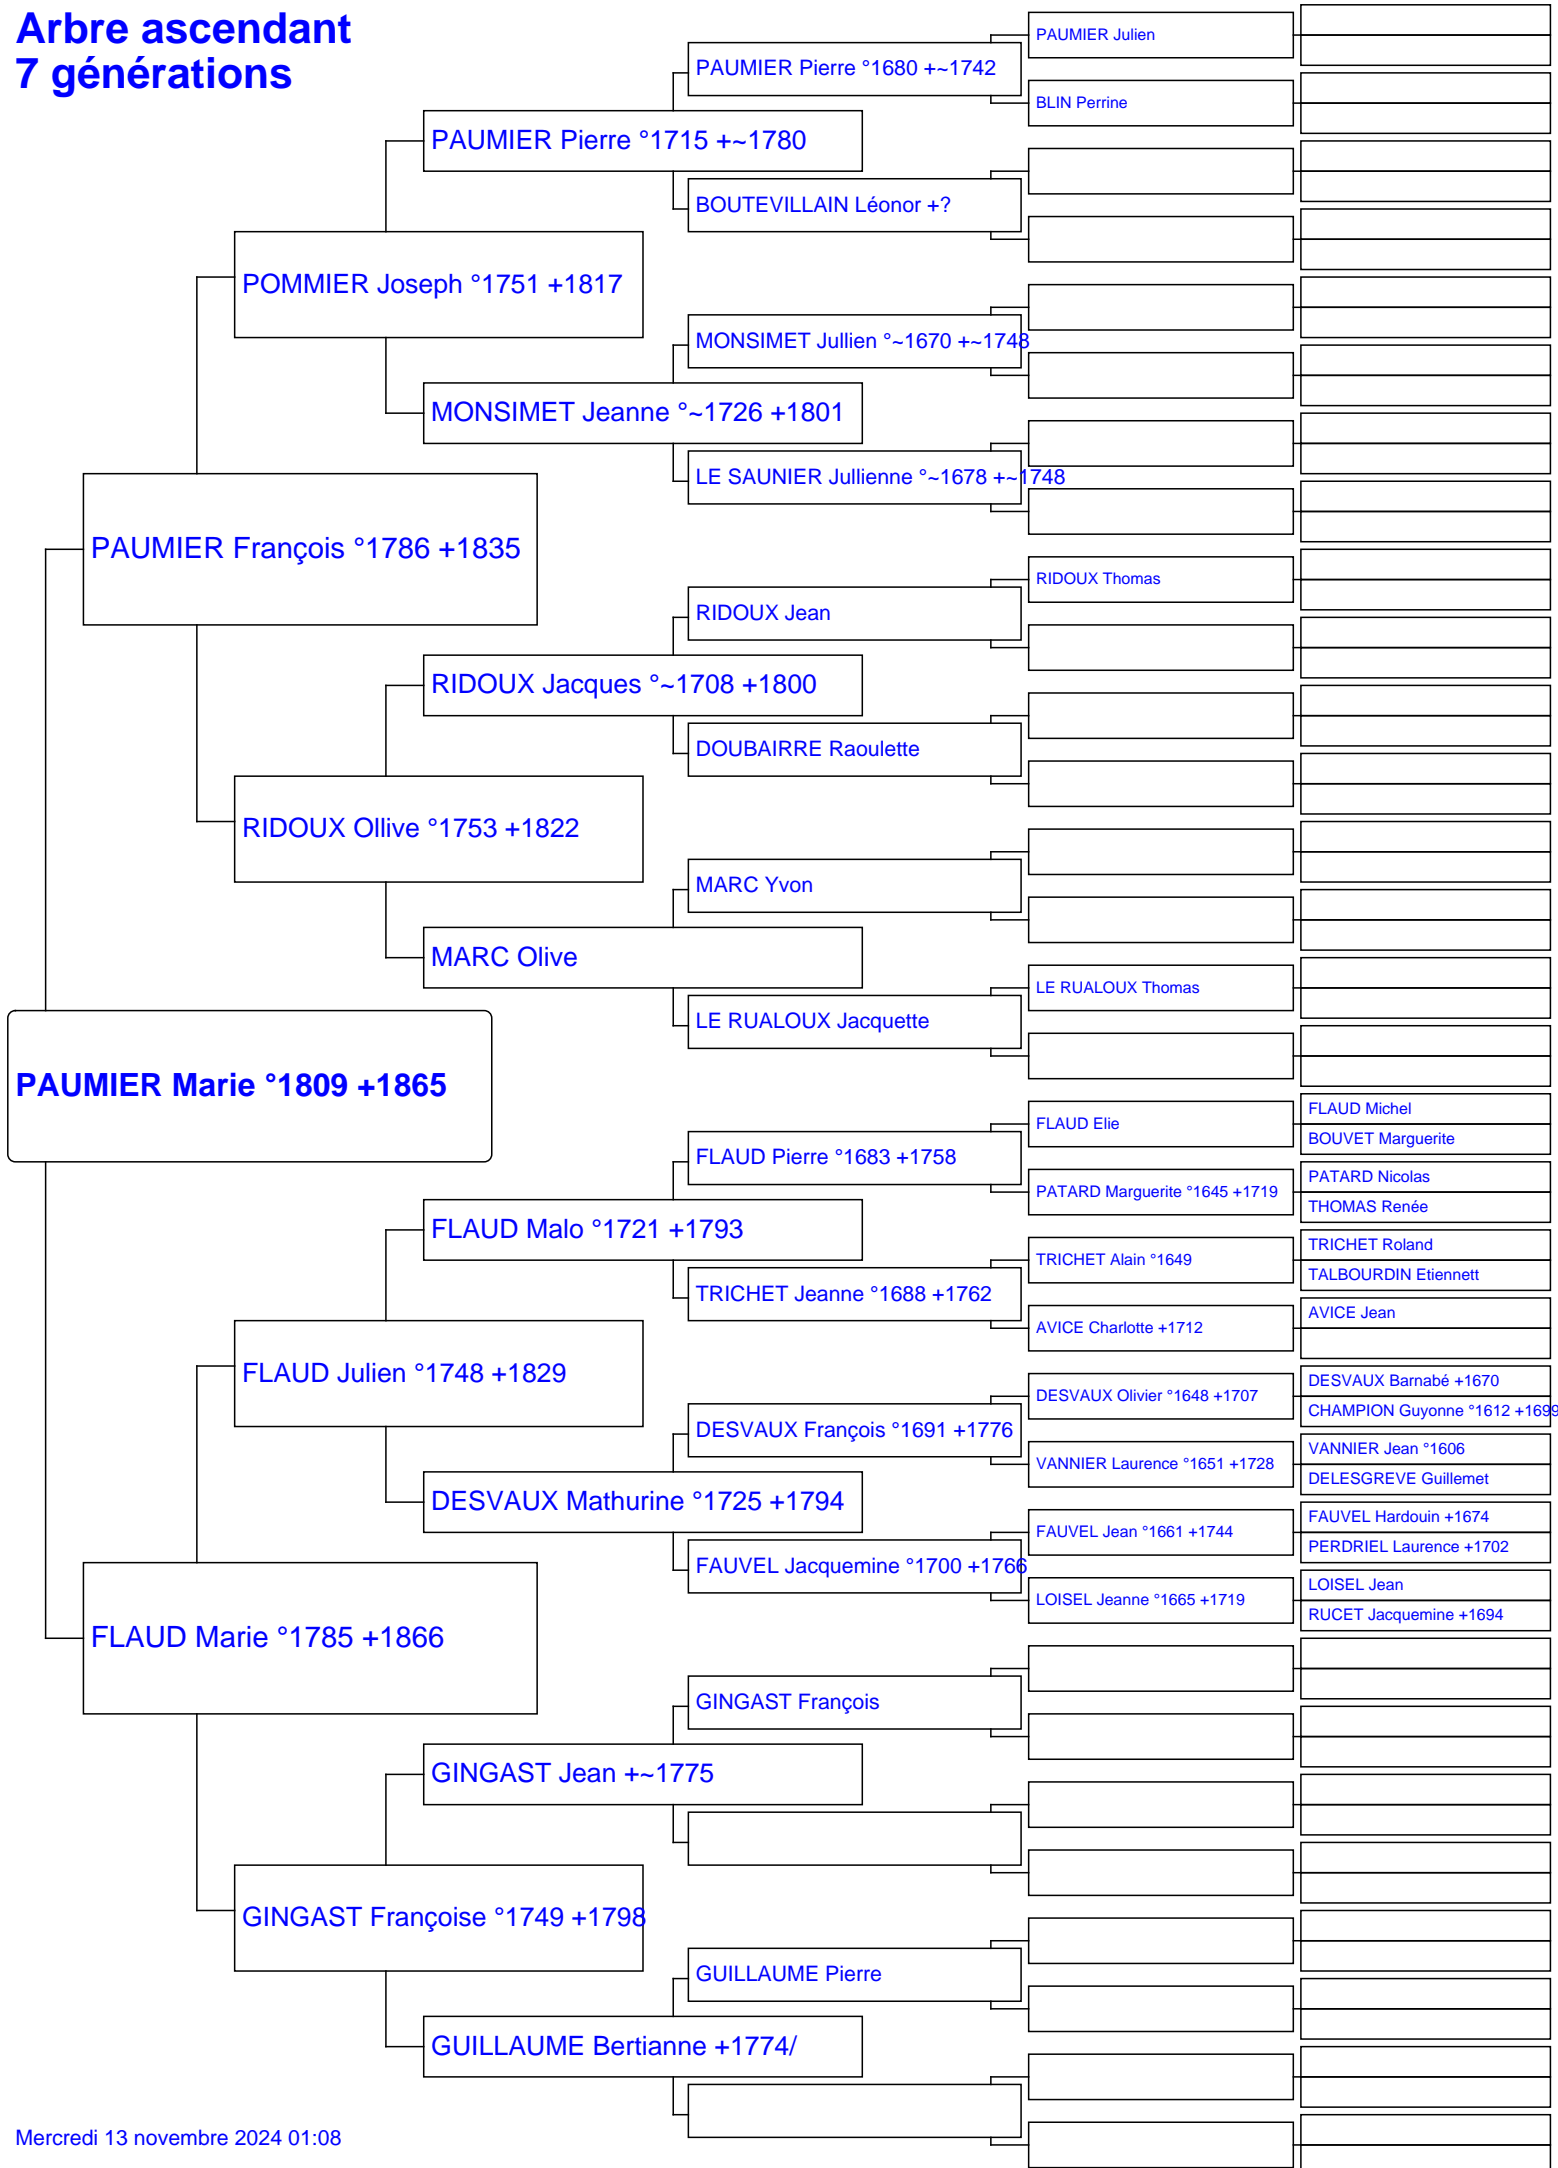 Arbre ascendant
7 générations
PAUMIER Julien
PAUMIER Pierre °1680 +~1742
BLIN Perrine
PAUMIER Pierre °1715 +~1780
BOUTEVILLAIN Léonor +?
POMMIER Joseph °1751 +1817
MONSIMET Jullien °~1670 +~1748
MONSIMET Jeanne °~1726 +1801
LE SAUNIER Jullienne °~1678 +~1748
PAUMIER François °1786 +1835
RIDOUX Thomas
RIDOUX Jean
RIDOUX Jacques °~1708 +1800
DOUBAIRRE Raoulette
RIDOUX Ollive °1753 +1822
MARC Yvon
MARC Olive
LE RUALOUX Thomas
LE RUALOUX Jacquette
PAUMIER Marie °1809 +1865
FLAUD Michel
FLAUD Elie
BOUVET Marguerite
FLAUD Pierre °1683 +1758
PATARD Nicolas
PATARD Marguerite °1645 +1719
THOMAS Renée
FLAUD Malo °1721 +1793
TRICHET Roland
TRICHET Alain °1649
TALBOURDIN Etiennett
TRICHET Jeanne °1688 +1762
AVICE Jean
AVICE Charlotte +1712
FLAUD Julien °1748 +1829
DESVAUX Barnabé +1670
DESVAUX Olivier °1648 +1707
CHAMPION Guyonne °1612 +1699
DESVAUX François °1691 +1776
VANNIER Jean °1606
VANNIER Laurence °1651 +1728
DELESGREVE Guillemet
DESVAUX Mathurine °1725 +1794
FAUVEL Hardouin +1674
FAUVEL Jean °1661 +1744
PERDRIEL Laurence +1702
FAUVEL Jacquemine °1700 +1766
LOISEL Jean
LOISEL Jeanne °1665 +1719
RUCET Jacquemine +1694
FLAUD Marie °1785 +1866
GINGAST François
GINGAST Jean +~1775
GINGAST Françoise °1749 +1798
GUILLAUME Pierre
GUILLAUME Bertianne +1774/
Mercredi 13 novembre 2024 01:08